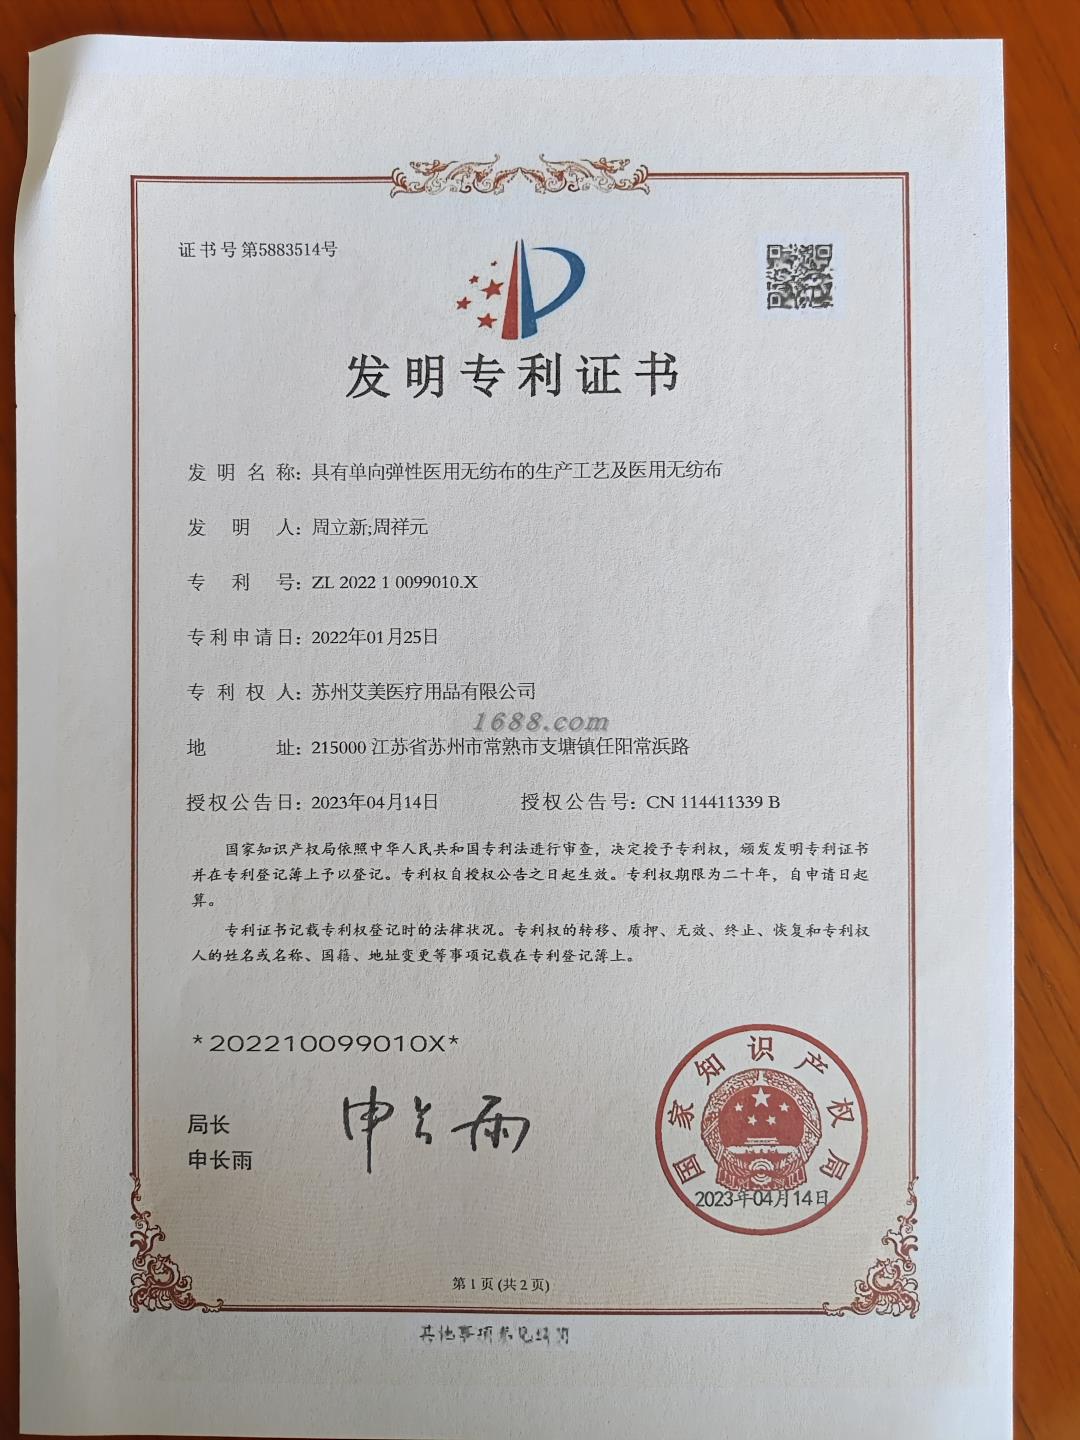 证书号第5883514号
发明专利证书
发明名称：具有单向弹性医用无纺布的生产工艺及医用无纺布
发明人：周立新;周祥元
专利号：ZL 2022 1 0099010.X
专利申请日：2022年01月25日
专利权人：苏州艾美医疗用品有限公司
1688.com
地址：215000 江苏省苏州市常熟市支塘镇任阳常浜路
授权公告日：2023年04月14日 授权公告号：CN 114411339 B
国家知识产权局依照中华人民共和国专利法进行审查，决定授予专利权，颁发发明专利证书
并在专利登记簿上予以登记。专利权自授权公告之日起生效。专利权期限为二十年，自申请日起
算。
专利证书记载专利权登记时的法律状况。专利权的转移、质押、无效、终止、恢复和专利权
人的姓名或名称、国籍、地址变更等事项记载在专利登记簿上。
*202210099010X*
局长
申长雨
申长雨
国家知识产权局
2023年04月14日
第 1 页 (共 2 页)
其他事项